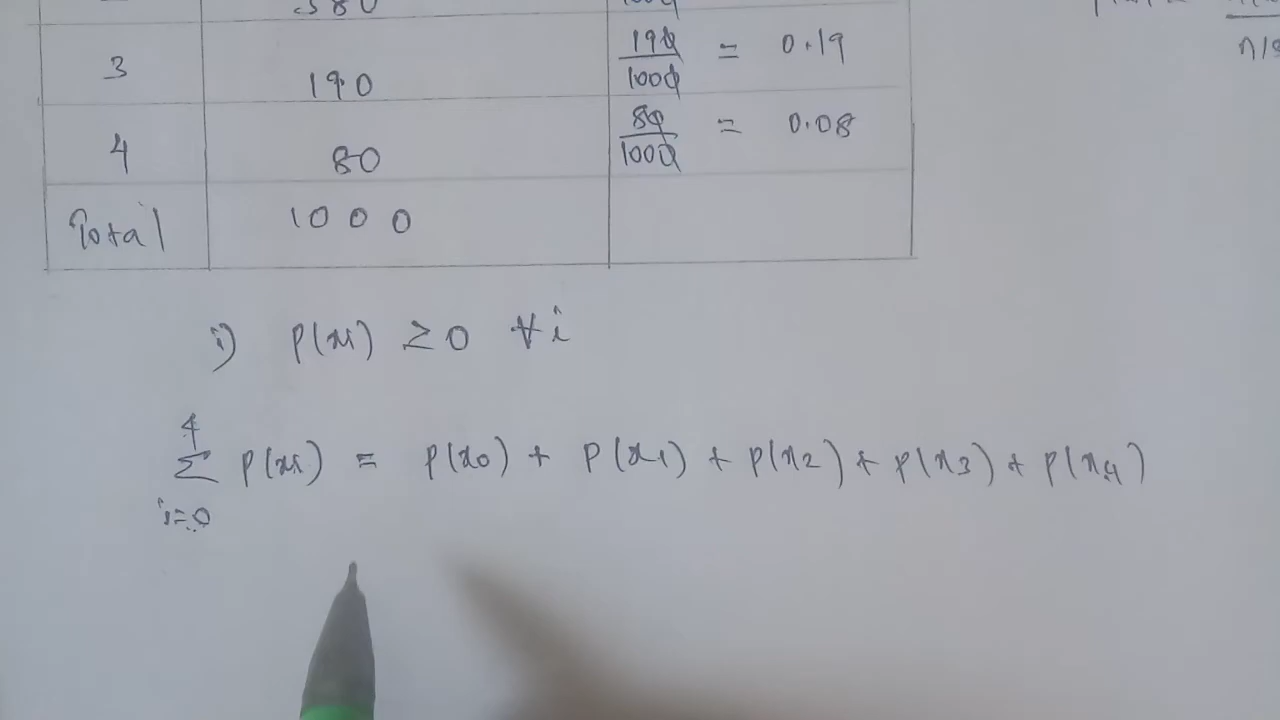 380
3 190 190/1000 = 0.19
4 80 80/1000 = 0.08
Total 1000
i) P(xi) ≥ 0 ∀i
4
Σ P(xi) = P(x0) + P(x1) + P(x2) + P(x3) + P(x4)
i=0